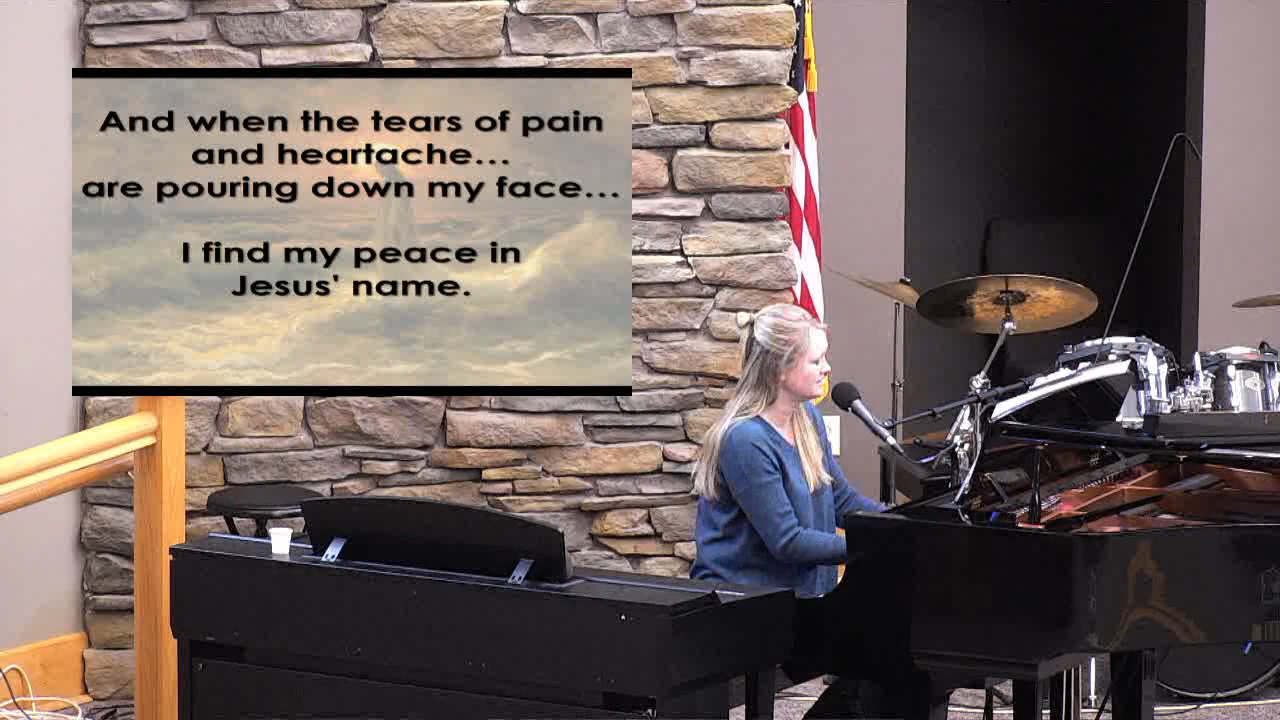 And when the tears of pain
and heartache...
are pouring down my face...
I find my peace in
Jesus' name.